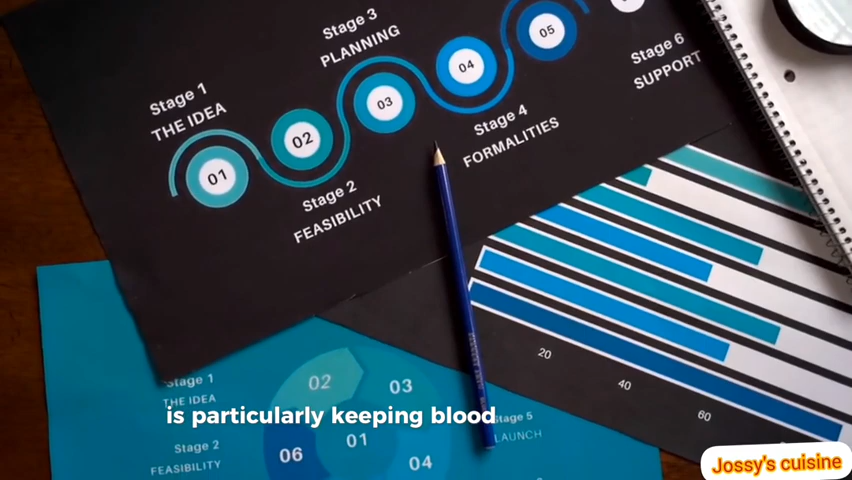 Stage 3
PLANNING
Stage 1
THE IDEA
01
02
03
04
05
Stage 6
SUPPORT
Stage 4
FORMALITIES
Stage 2
FEASIBILITY
20
40
60
Stage 1
THE IDEA
02
03
is particularly keeping blood
Stage 5
LAUNCH
Stage 2
FEASIBILITY
06
01
04
Jossy's cuisine